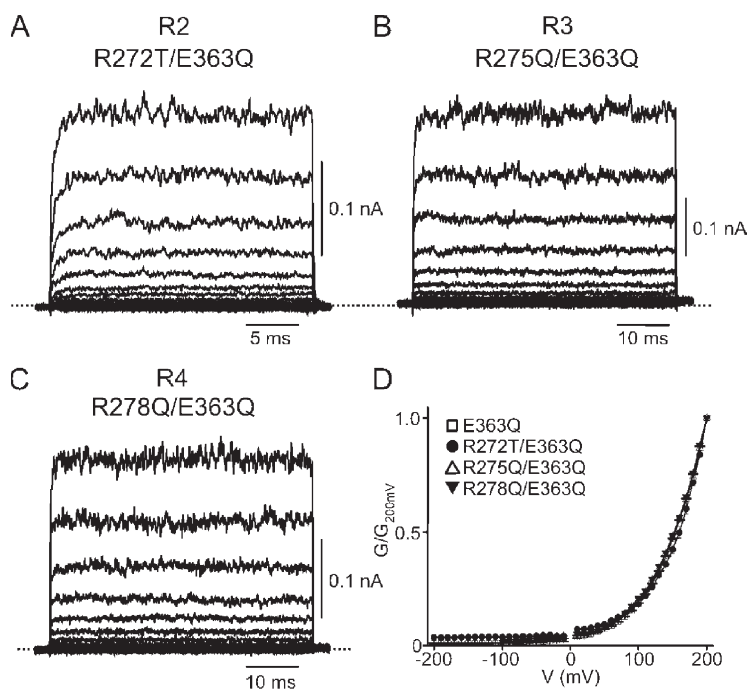 A
R2
R272T/E363Q
0.1 nA
5 ms
B
R3
R275Q/E363Q
0.1 nA
10 ms
C
R4
R278Q/E363Q
0.1 nA
10 ms
D
E363Q
R272T/E363Q
R275Q/E363Q
R278Q/E363Q
G/G200mV
1.0
0.5
0
-200
-100
0
100
200
V (mV)